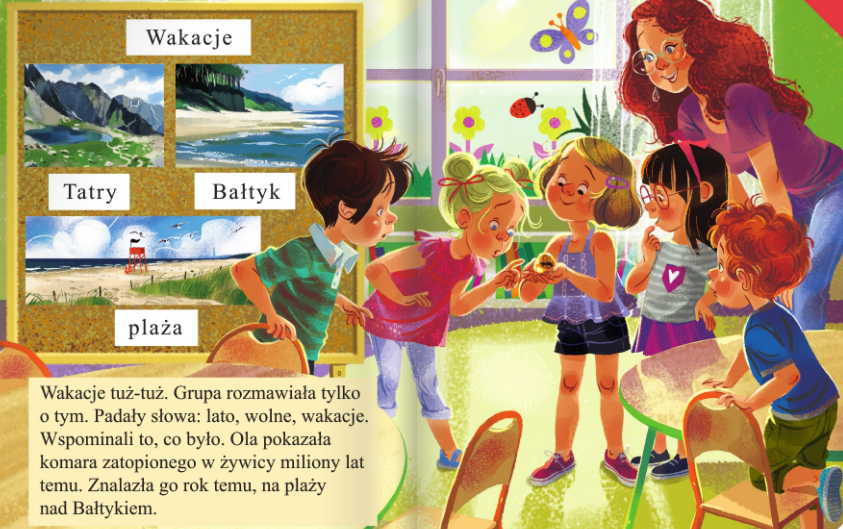 Wakacje
Tatry
Bałtyk
plaża
Wakacje tuż-tuż. Grupa rozmawiała tylko
o tym. Padały słowa: lato, wolne, wakacje.
Wspominali to, co było. Ola pokazała
komara zatopionego w żywicy miliony lat
temu. Znalazła go rok temu, na plaży
nad Bałtykiem.